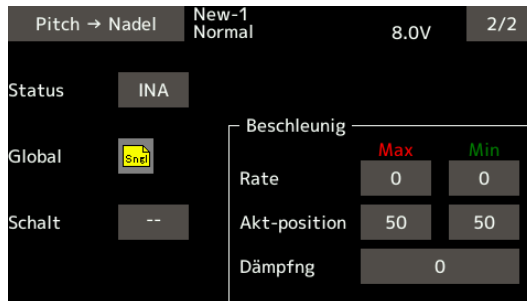 Pitch → Nadel
New-1
Normal
8.0V
2/2
Status
INA
Global
Sngl
Schalt
--
Beschleunig
Max
Min
Rate
0
0
Akt-position
50
50
Dämpfng
0